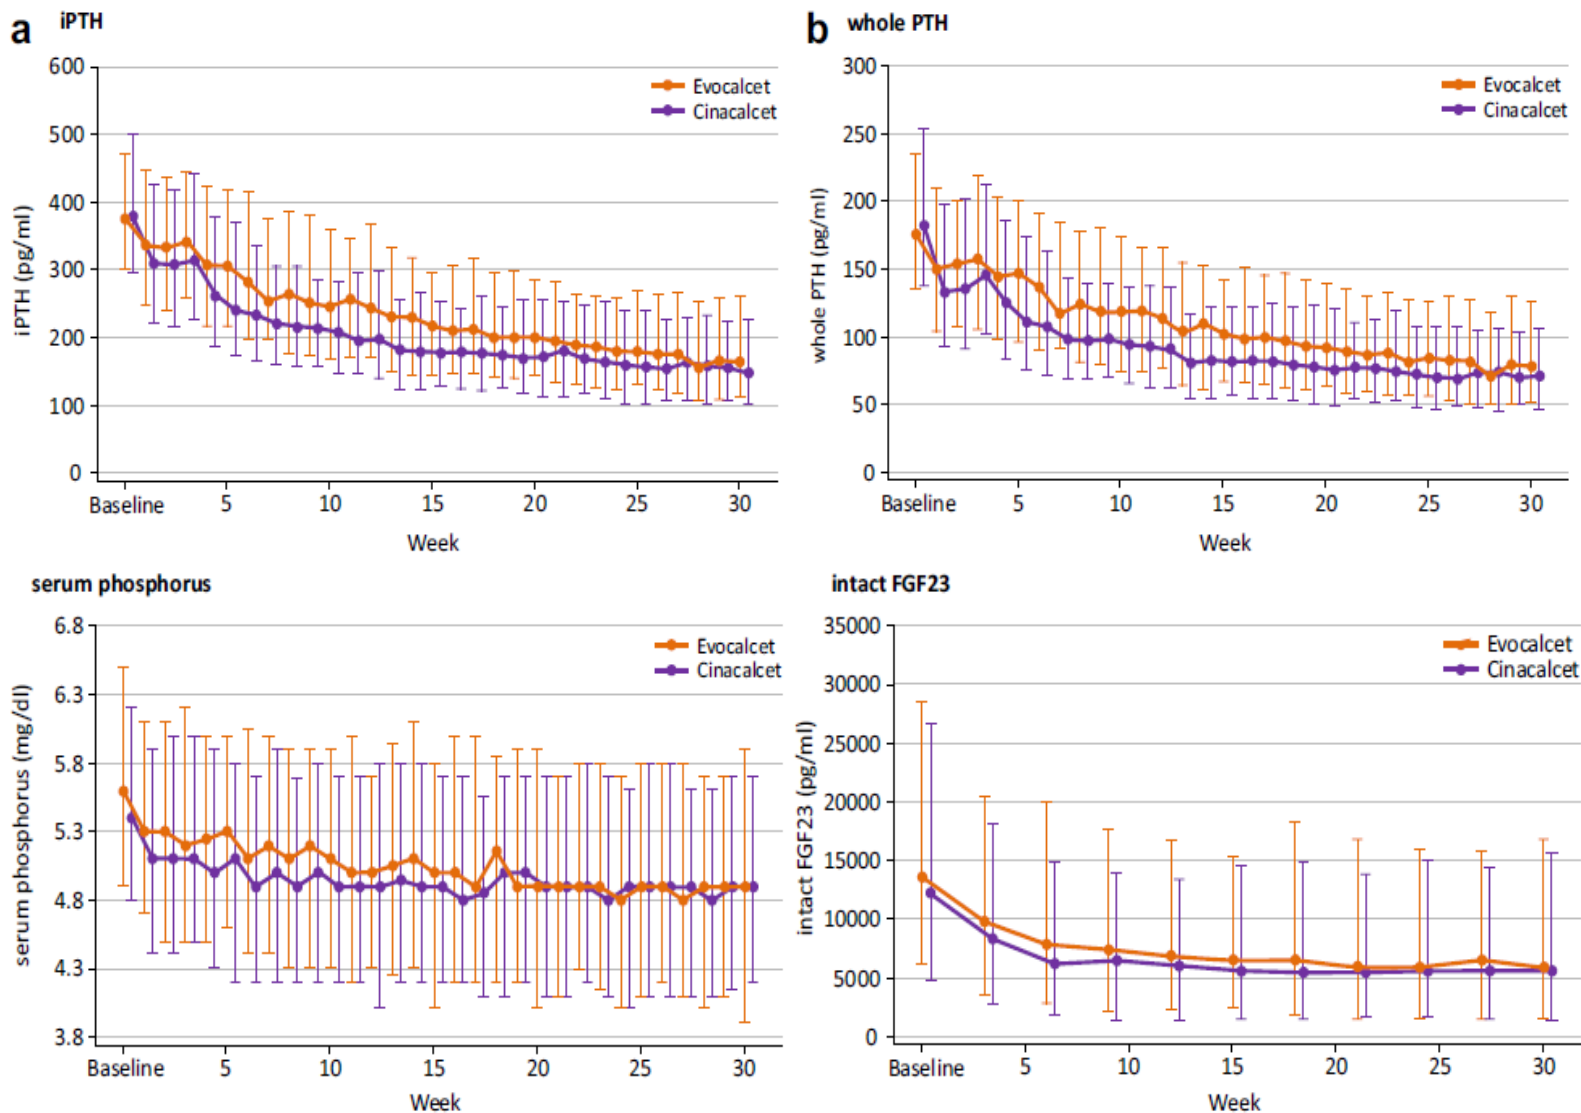 a iPTH
600
500
400
300
200
100
0
iPTH (pg/ml)
Evocalcet
Cinacalcet
Baseline 5 10 15 20 25 30
Week
b whole PTH
300
250
200
150
100
50
0
whole PTH (pg/ml)
Evocalcet
Cinacalcet
Baseline 5 10 15 20 25 30
Week
serum phosphorus
6.8
6.3
5.8
5.3
4.8
4.3
3.8
serum phosphorus (mg/dl)
Evocalcet
Cinacalcet
Baseline 5 10 15 20 25 30
Week
intact FGF23
35000
30000
25000
20000
15000
10000
5000
0
intact FGF23 (pg/ml)
Evocalcet
Cinacalcet
Baseline 5 10 15 20 25 30
Week